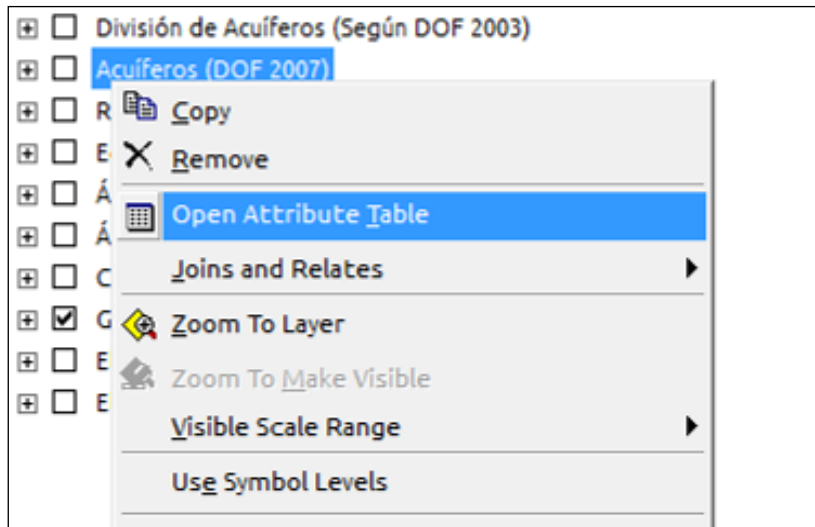 División de Acuíferos (Según DOF 2003)
Acuíferos (DOF 2007)
R
Copy
E
Remove
Á
Open Attribute Table
Á
C
Joins and Relates
G
Zoom To Layer
E
Zoom To Make Visible
E
Visible Scale Range
Use Symbol Levels